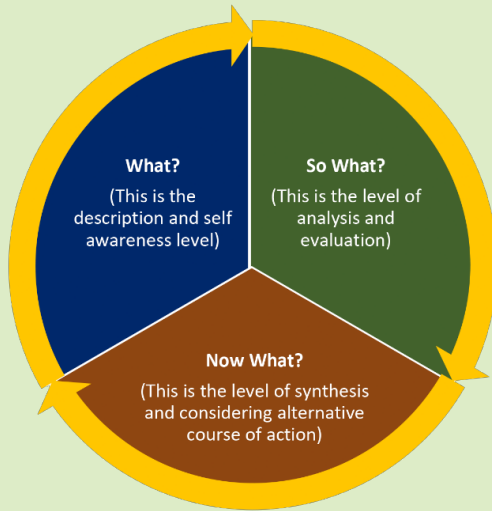 What?
(This is the
description and self
awareness level)
So What?
(This is the level of
analysis and
evaluation)
Now What?
(This is the level of synthesis
and considering alternative
course of action)